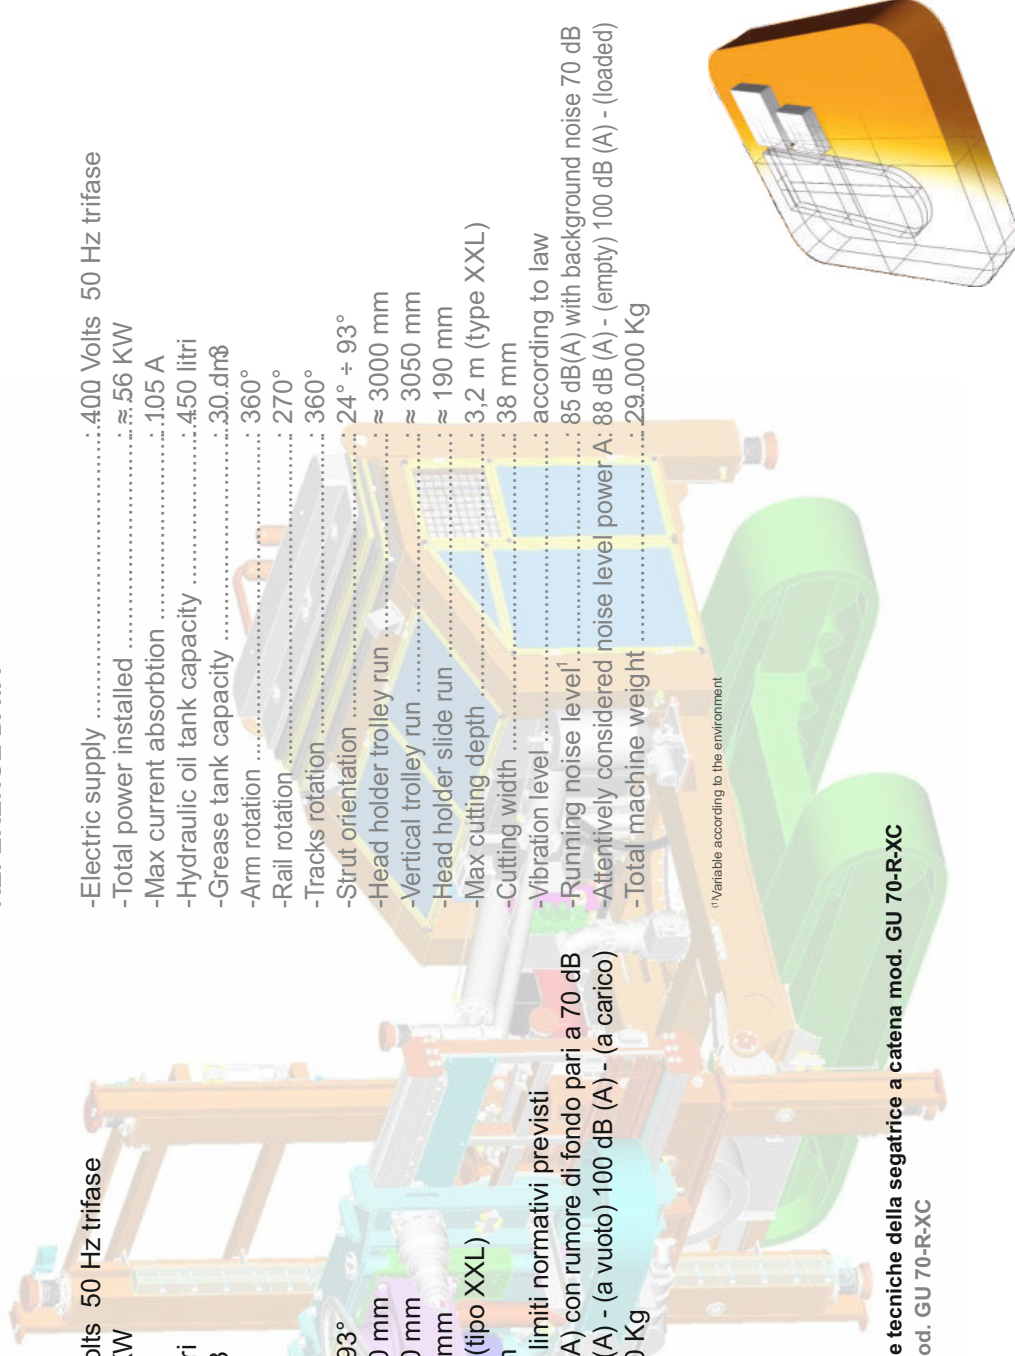 -Electric supply ................ : 400 Volts 50 Hz trifase
-Total power installed ................ : ≈ 56 KW
-Max current absorbtion ................ : 105 A
-Hydraulic oil tank capacity ................ : 450 litri
-Grease tank capacity ................ : 30 dm3
-Arm rotation ................ : 360°
-Rail rotation ................ : 270°
-Tracks rotation ................ : 360°
-Strut orientation ................ : 24° ÷ 93°
-Head holder trolley run ................ : ≈ 3000 mm
-Vertical trolley run ................ : ≈ 3050 mm
-Head holder slide run ................ : ≈ 190 mm
-Max cutting depth ................ : 3,2 m (type XXL)
-Cutting width ................ : 38 mm
-Vibration level ................ : according to law
-Running noise level1 ................ : 85 dB(A) with background noise 70 dB
-Attentively considered noise level power A: 88 dB (A) - (empty) 100 dB (A) - (loaded)
-Total machine weight ................ : 29.000 Kg
(1)Variable according to the environment
50 Hz trifase
93°
mm
mm
mm
(tipo XXL)
limiti normativi previsti
A) con rumore di fondo pari a 70 dB
(A) - (a vuoto) 100 dB (A) - (a carico)
Kg
tecniche della segatrice a catena mod. GU 70-R-XC
GU 70-R-XC